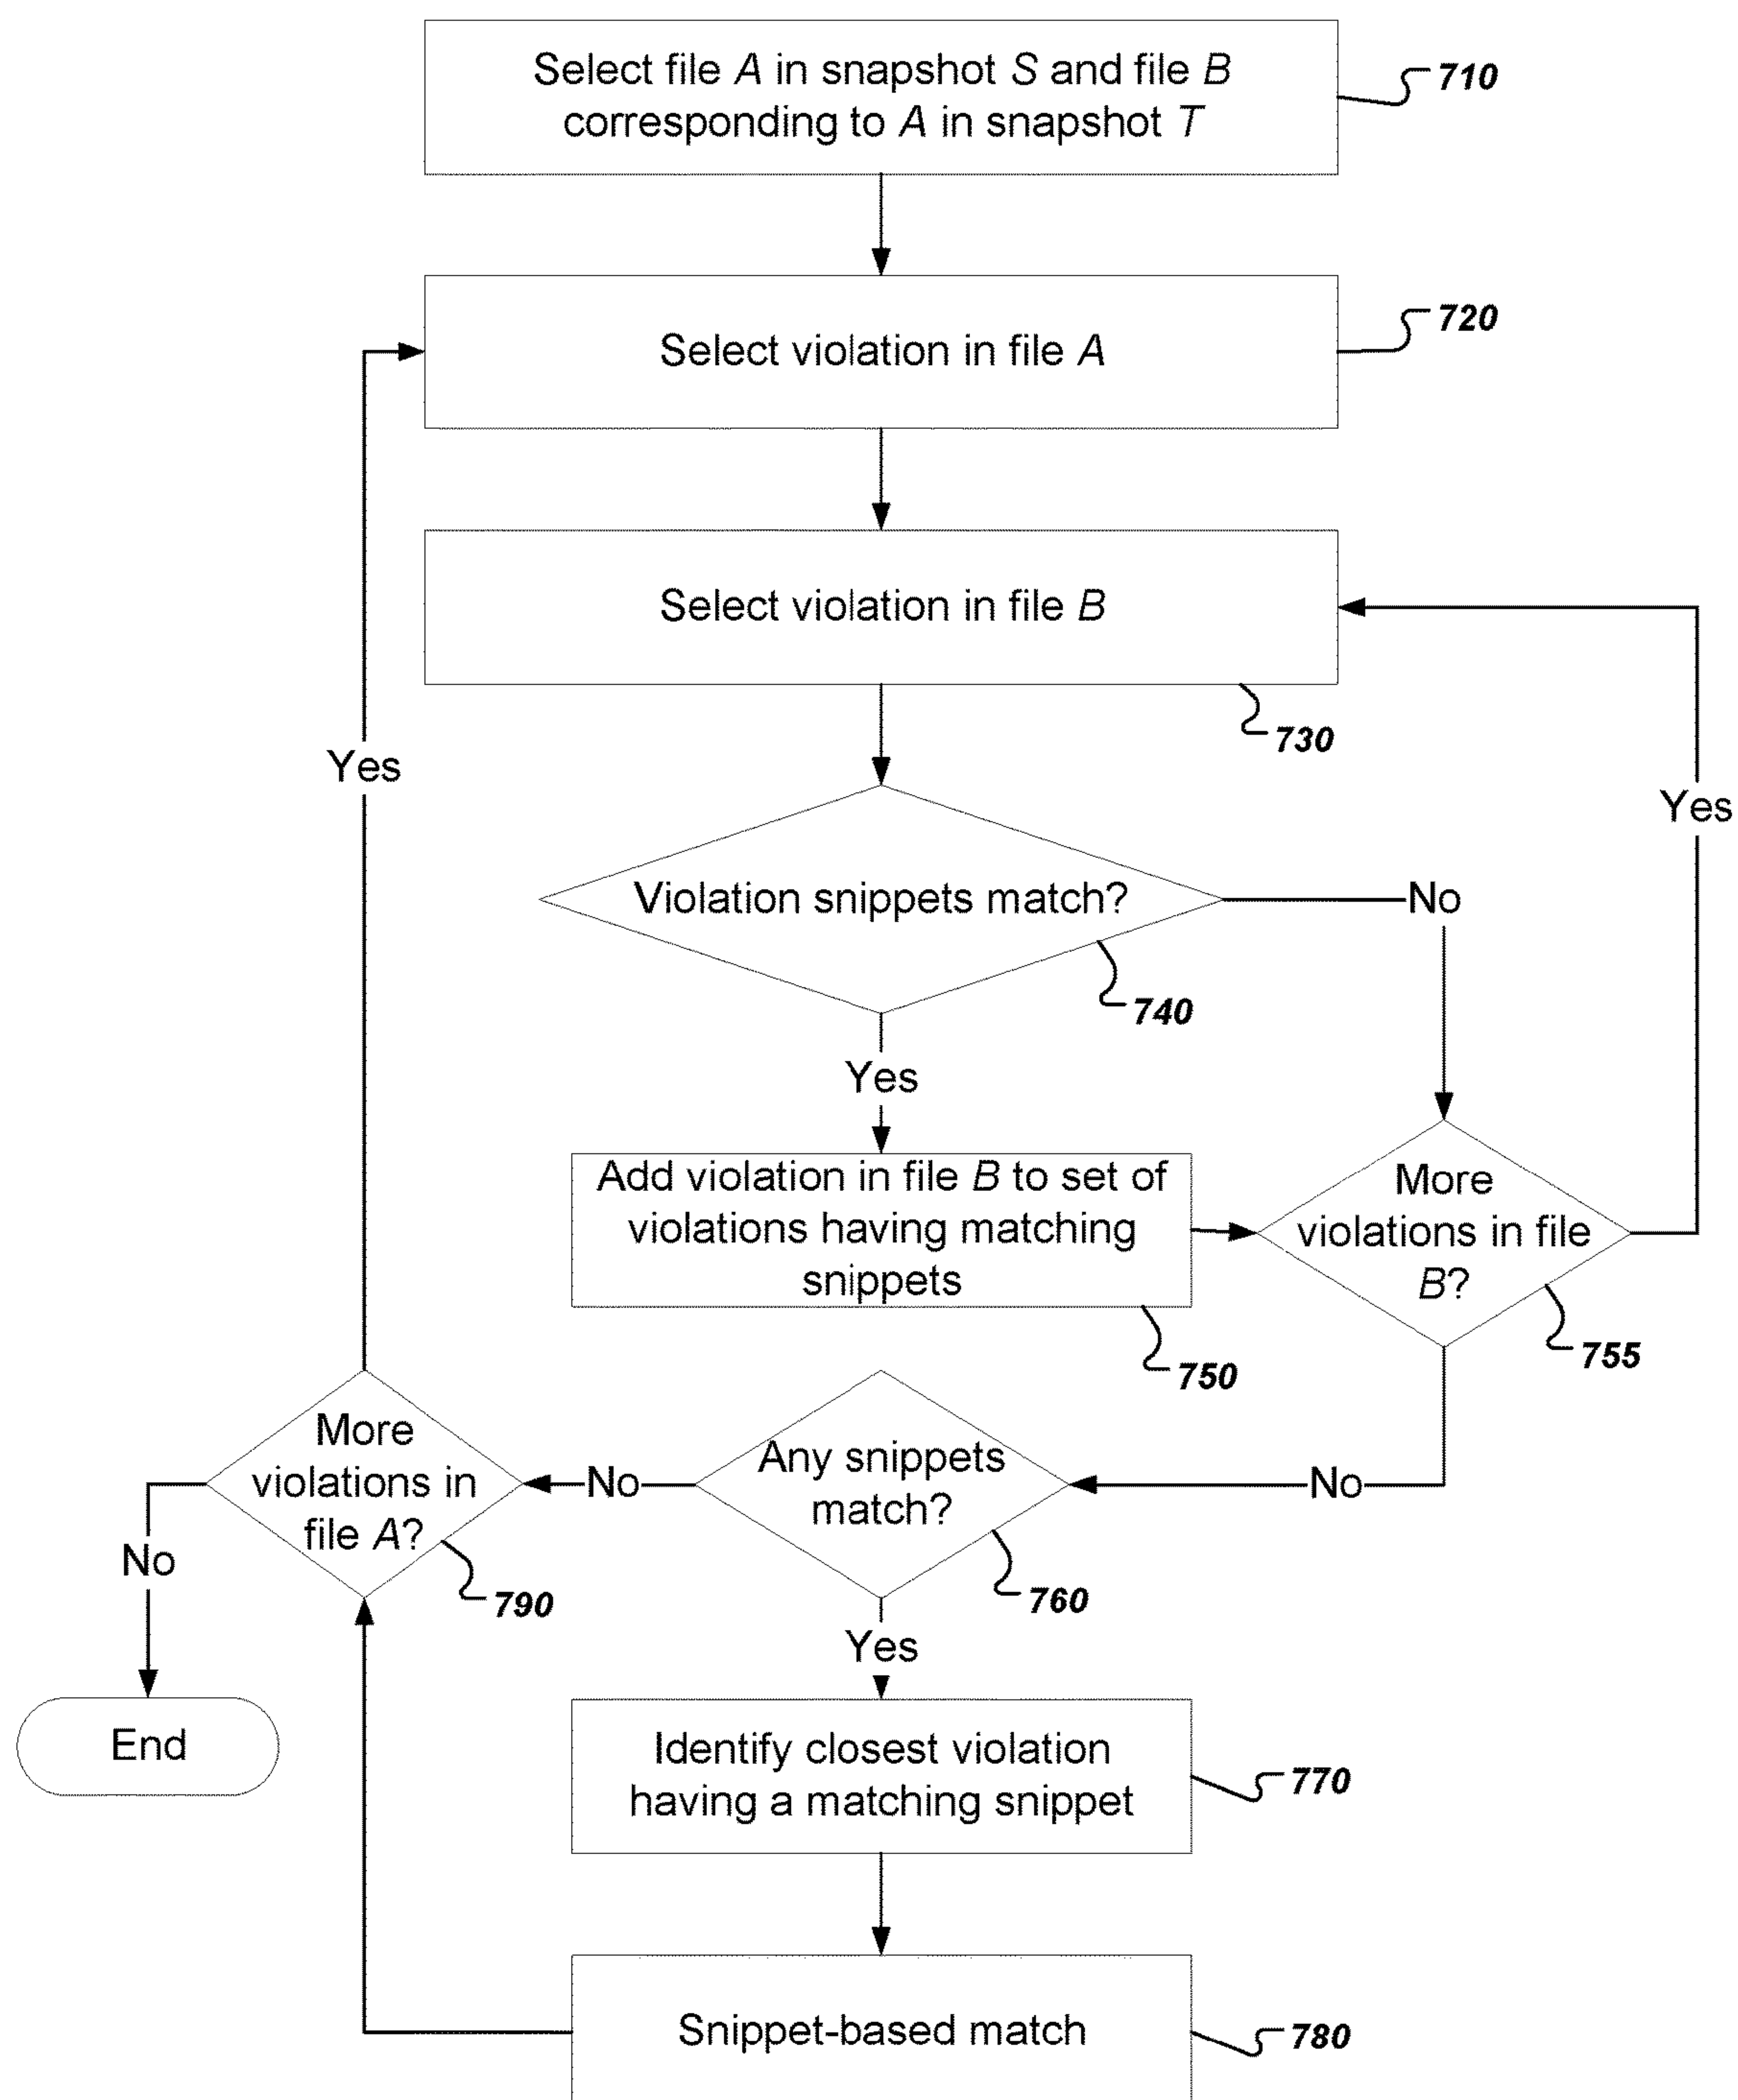 Select file A in snapshot S and file B
corresponding to A in snapshot T
710
Select violation in file A
720
Select violation in file B
730
Yes
Yes
Violation snippets match?
No
740
Yes
Add violation in file B to set of
violations having matching
snippets
750
More
violations in file
B?
755
More
violations in
file A?
790
No
Any snippets
match?
760
No
No
Yes
End
Identify closest violation
having a matching snippet
770
Snippet-based match
780